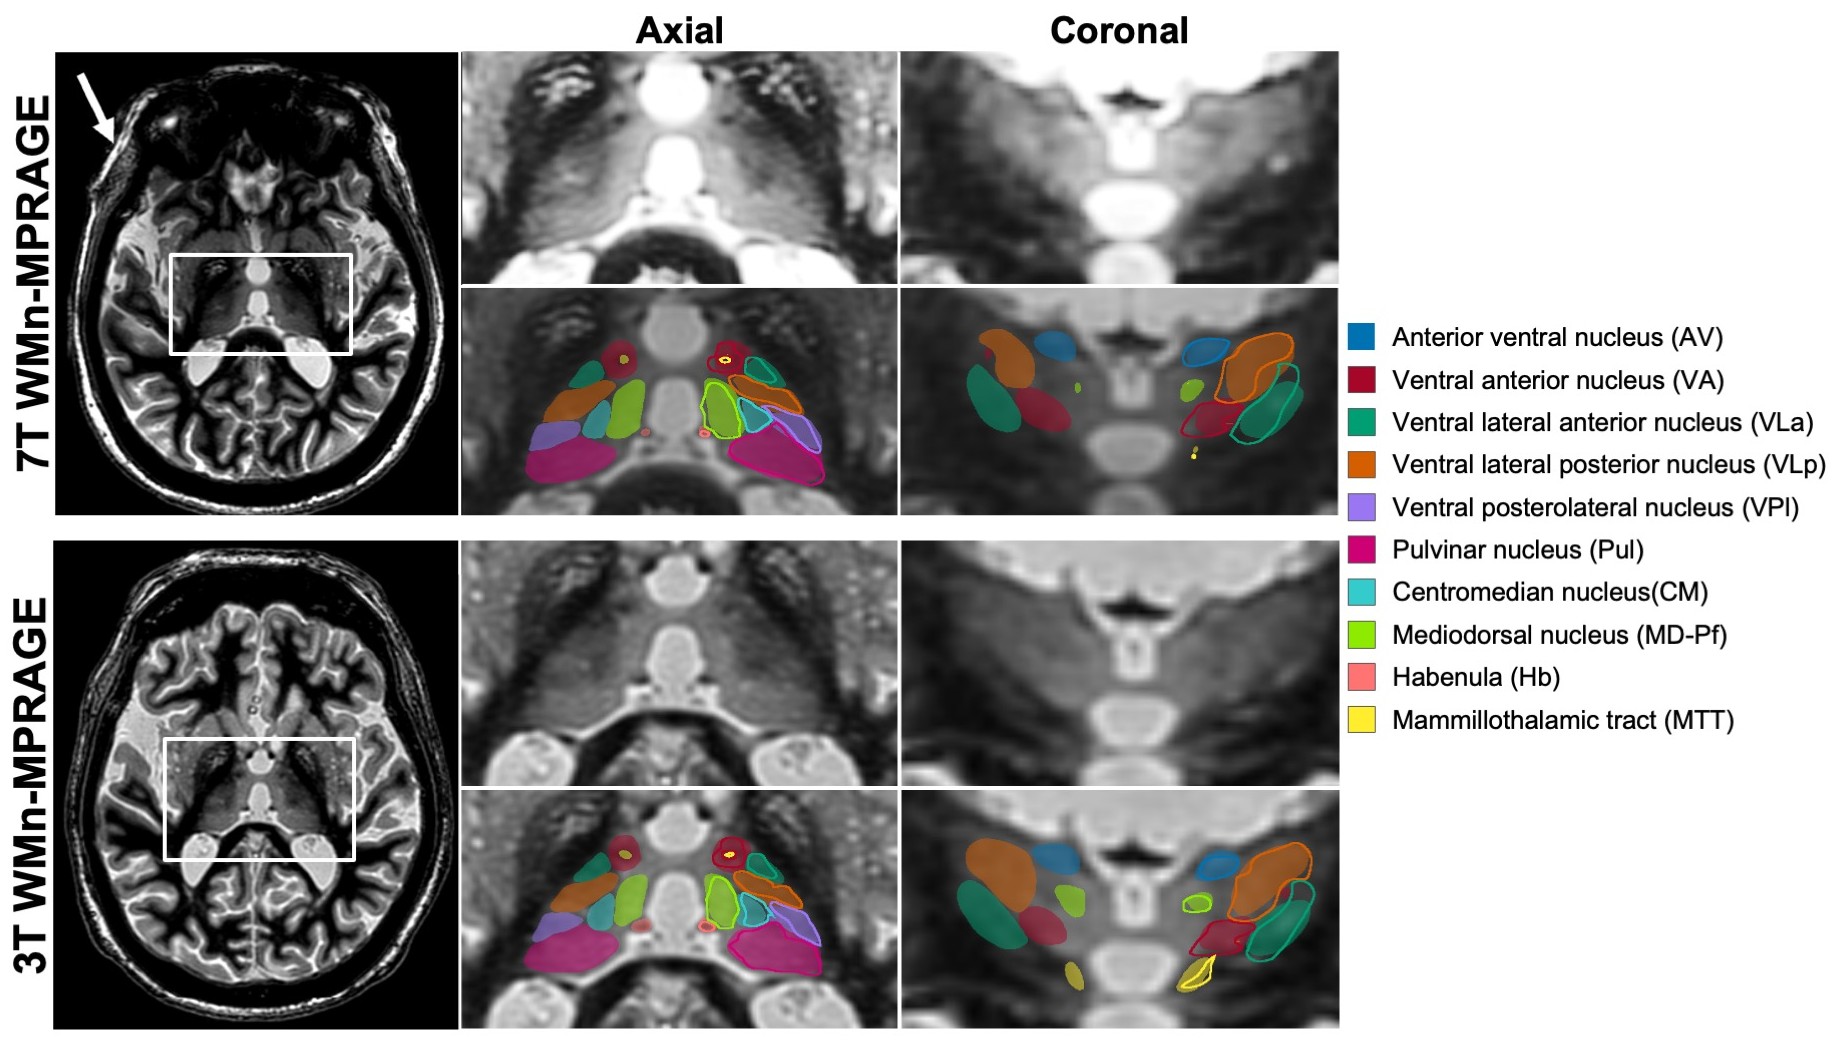 Axial
Coronal
7T WMn-MPRAGE
3T WMn-MPRAGE
Anterior ventral nucleus (AV)
Ventral anterior nucleus (VA)
Ventral lateral anterior nucleus (VLa)
Ventral lateral posterior nucleus (VLp)
Ventral posterolateral nucleus (VPl)
Pulvinar nucleus (Pul)
Centromedian nucleus(CM)
Mediodorsal nucleus (MD-Pf)
Habenula (Hb)
Mammillothalamic tract (MTT)